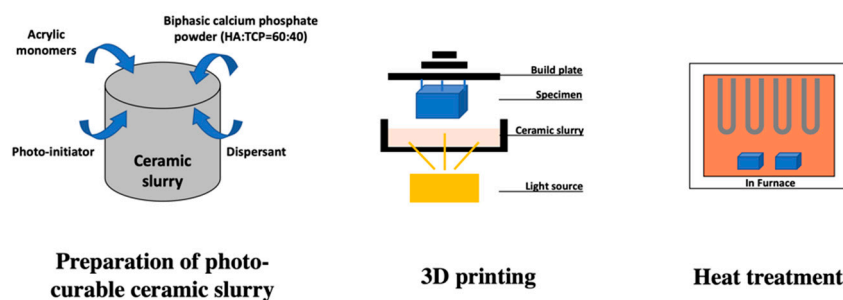 Acrylic
monomers
Biphasic calcium phosphate
powder (HA:TCP=60:40)
Photo-initiator
Dispersant
Ceramic
slurry
Preparation of photo-
curable ceramic slurry
Build plate
Specimen
Ceramic slurry
Light source
3D printing
In Furnace
Heat treatment